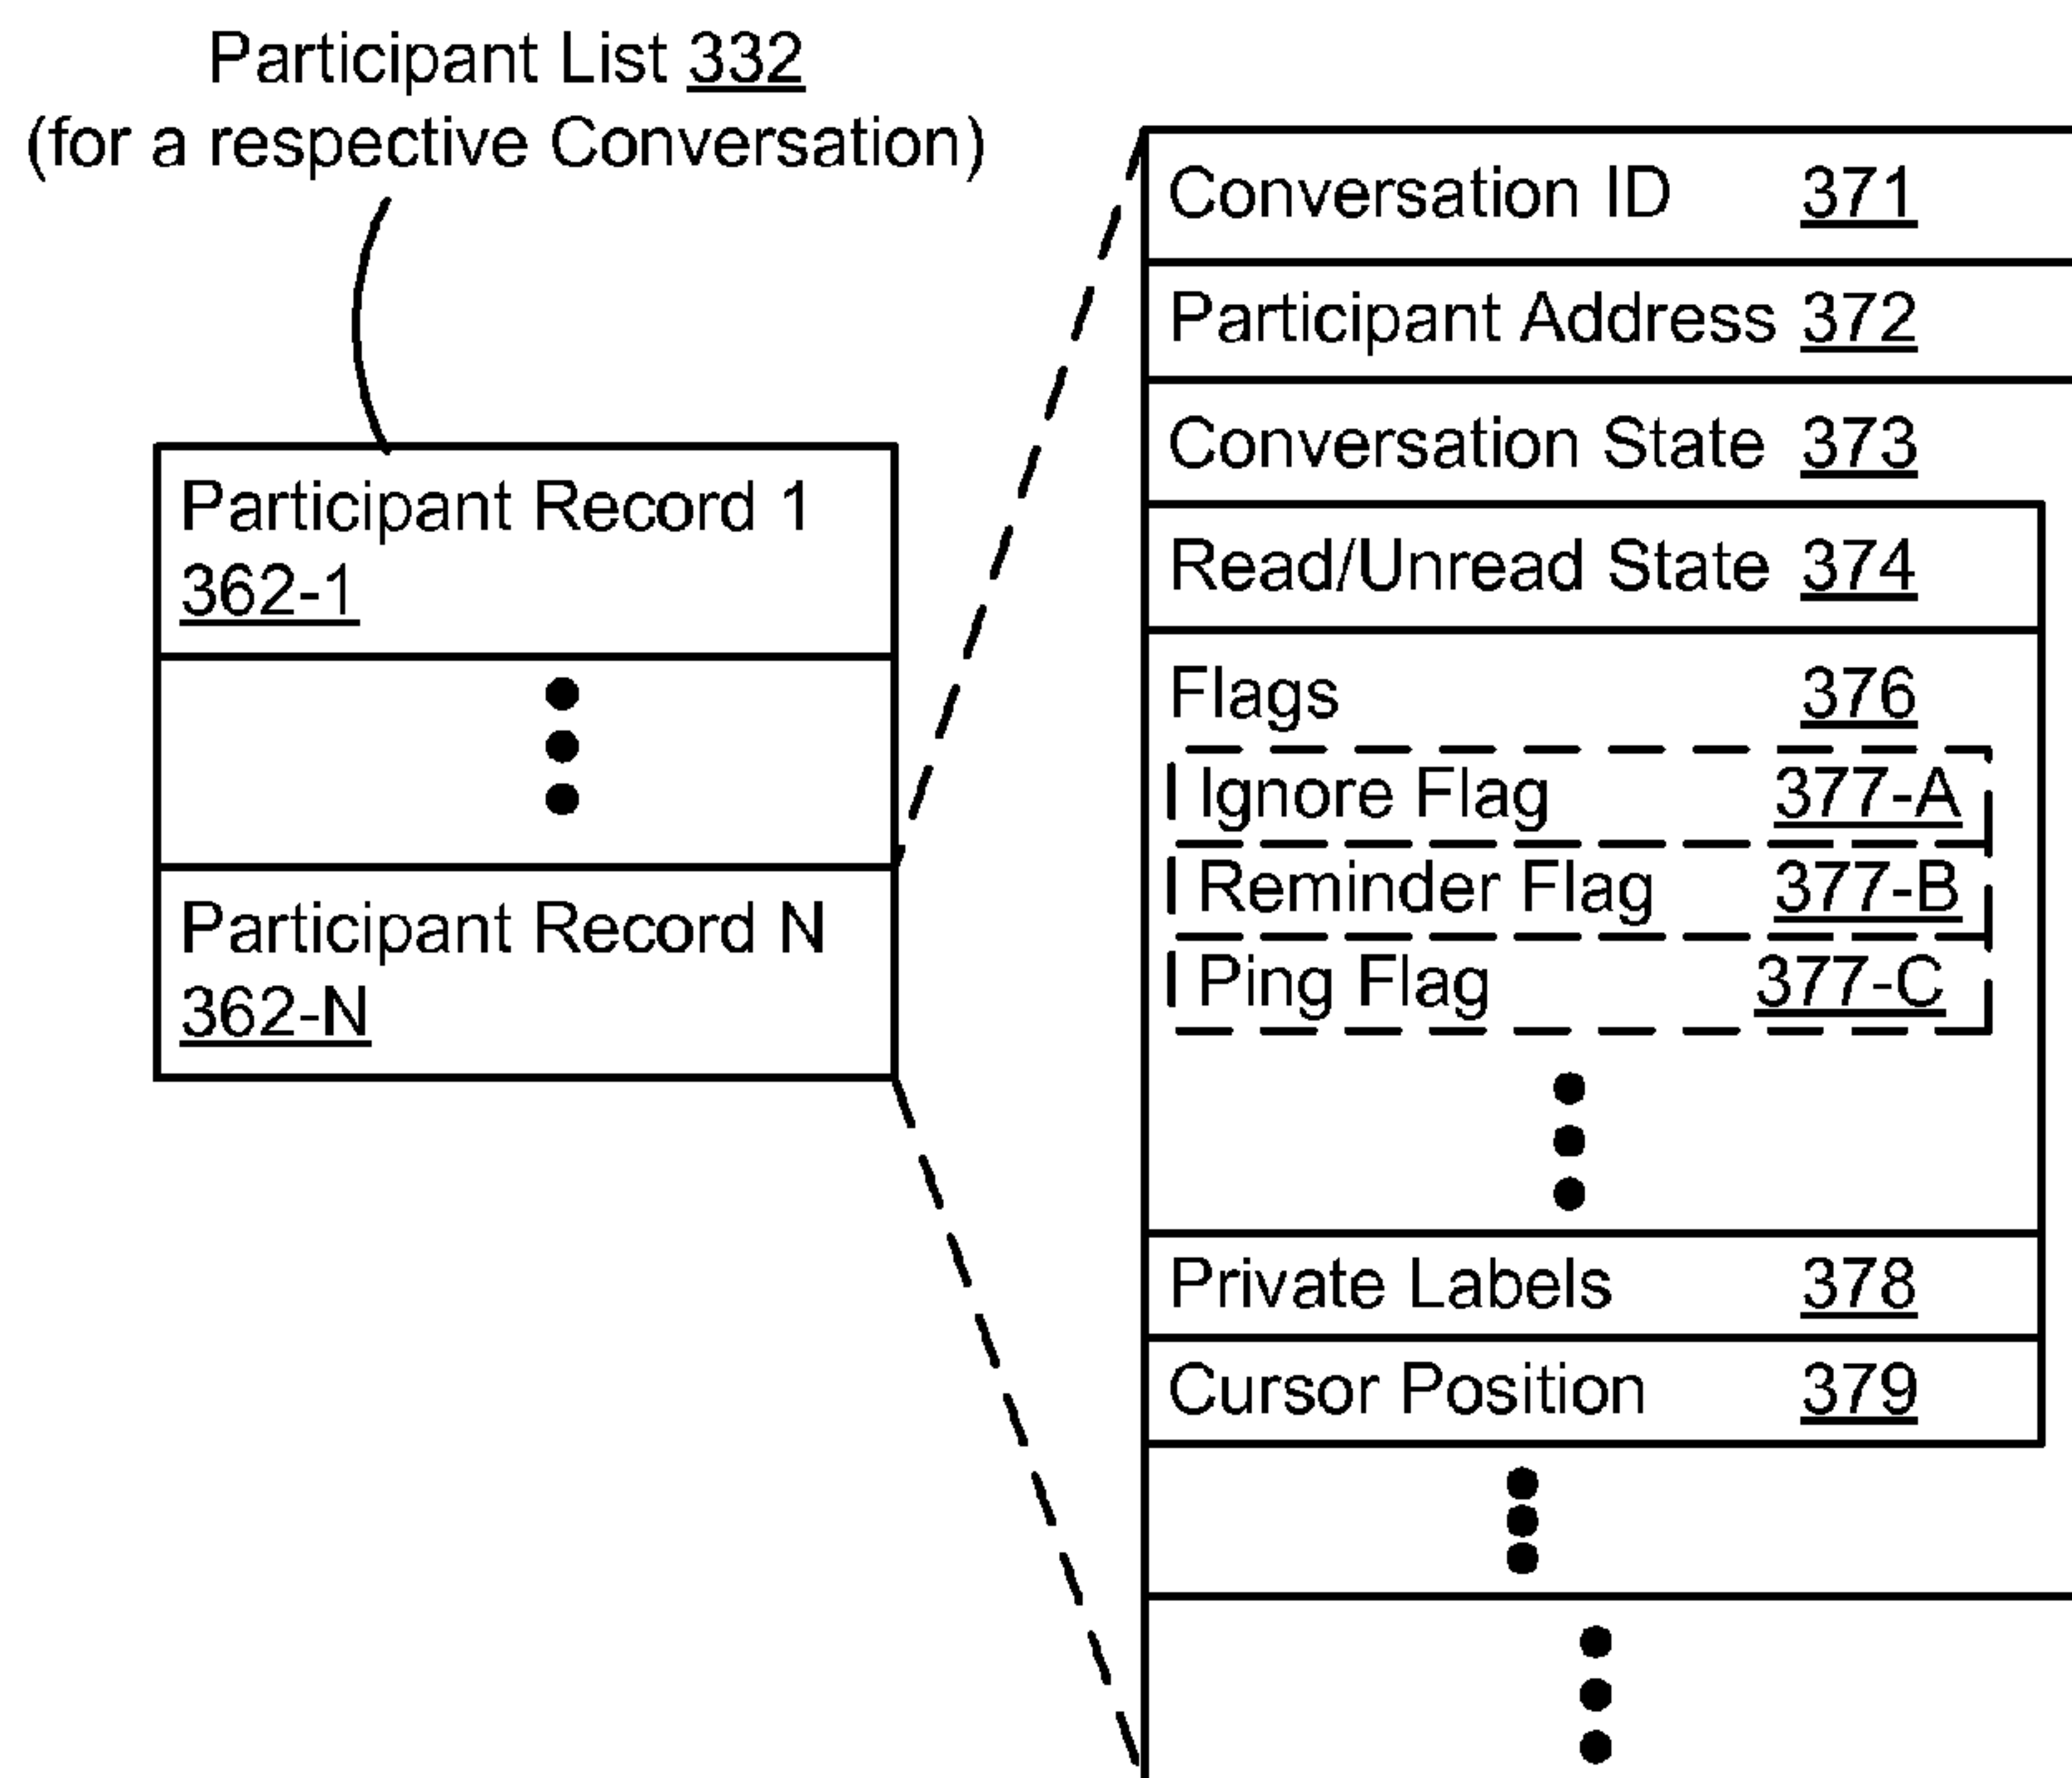 Participant List 332
(for a respective Conversation)
Participant Record 1
362-1
Participant Record N
362-N
Conversation ID 371
Participant Address 372
Conversation State 373
Read/Unread State 374
Flags 376
Ignore Flag 377-A
Reminder Flag 377-B
Ping Flag 377-C
Private Labels 378
Cursor Position 379